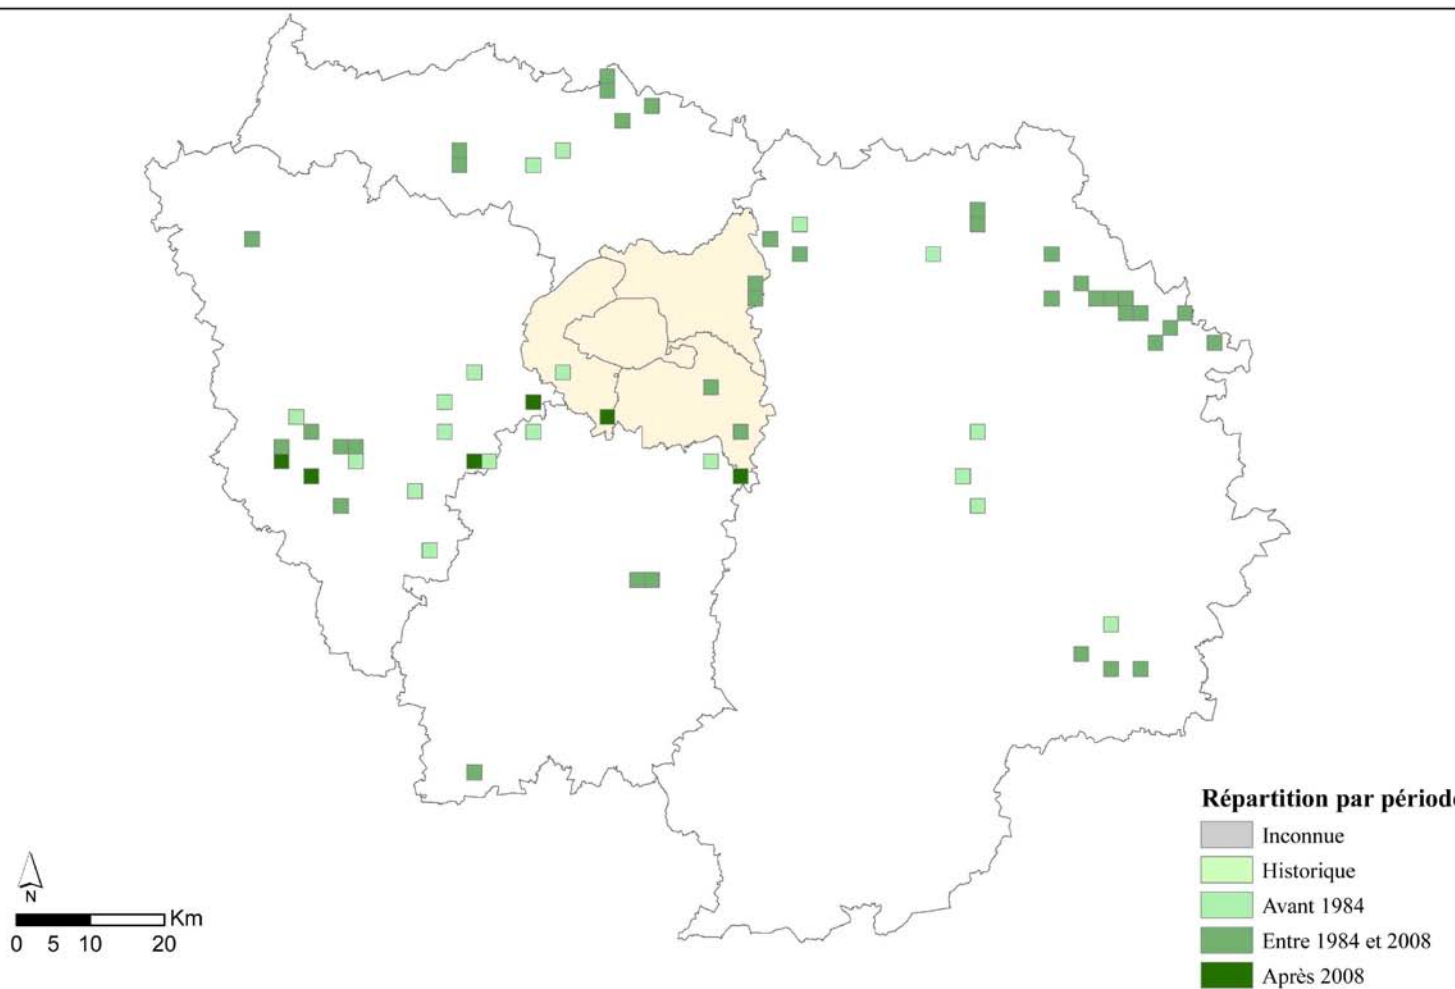 Répartition par période
Inconnue
Historique
Avant 1984
Entre 1984 et 2008
Après 2008
N
Km
0 5 10 20